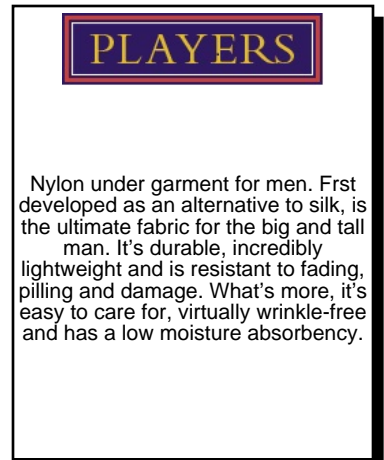 PLAYERS
Nylon under garment for men. Frst
developed as an alternative to silk, is
the ultimate fabric for the big and tall
man. It’s durable, incredibly
lightweight and is resistant to fading,
pilling and damage. What’s more, it’s
easy to care for, virtually wrinkle-free
and has a low moisture absorbency.